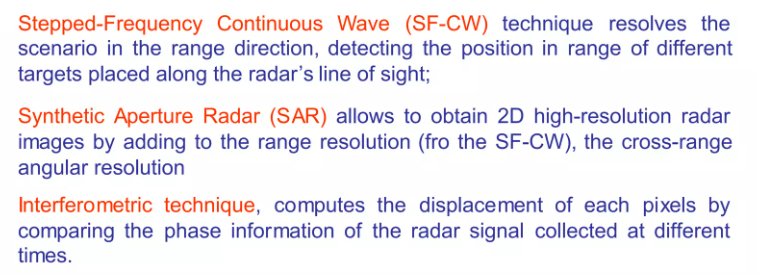 Stepped-Frequency Continuous Wave (SF-CW) technique resolves the
scenario in the range direction, detecting the position in range of different
targets placed along the radar's line of sight;
Synthetic Aperture Radar (SAR) allows to obtain 2D high-resolution radar
images by adding to the range resolution (fro the SF-CW), the cross-range
angular resolution
Interferometric technique, computes the displacement of each pixels by
comparing the phase information of the radar signal collected at different
times.